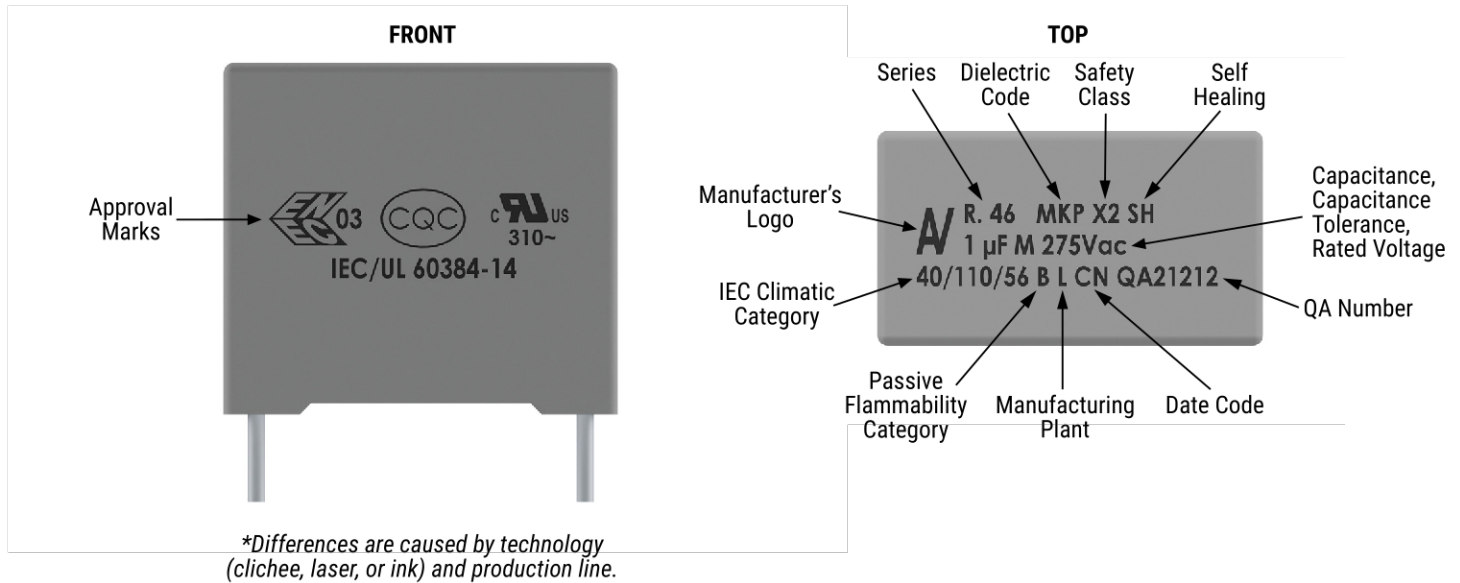 FRONT
Approval
Marks
EN
EC
03
CQC
C RU US
310~
IEC/UL 60384-14
*Differences are caused by technology
(clichee, laser, or ink) and production line.
TOP
Series
Dielectric
Code
Safety
Class
Self
Healing
Manufacturer's
Logo
Capacitance,
Capacitance
Tolerance,
Rated Voltage
R. 46 MKP X2 SH
1 µF M 275Vac
40/110/56 B L CN QA21212
IEC Climatic
Category
QA Number
Passive
Flammability
Category
Manufacturing
Plant
Date Code